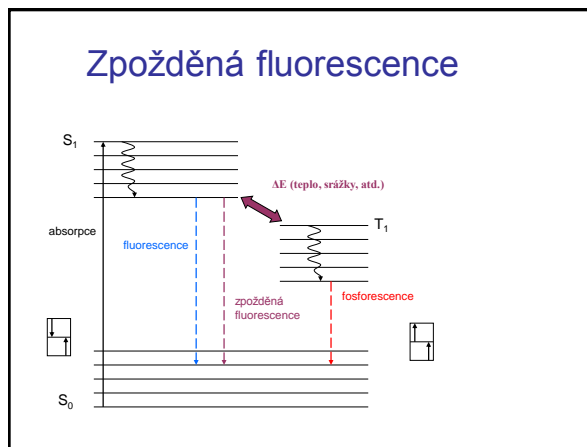 Zpožděná fluorescence
S1
ΔE (teplo, srážky, atd.)
T1
absorpce
fluorescence
zpožděná
fluorescence
fosforescence
S0